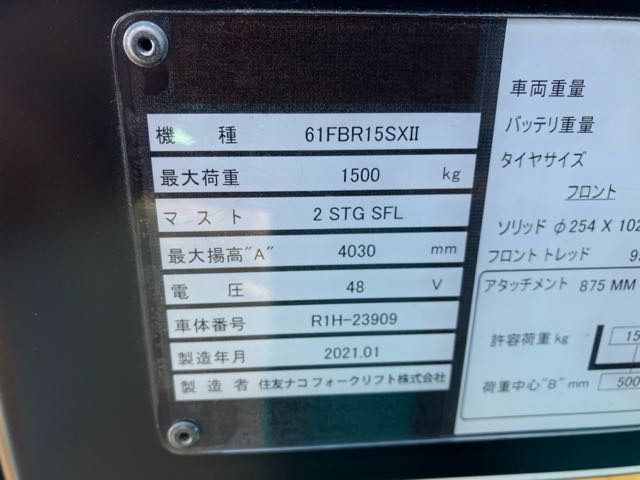 機 種 61FBR15SXII
最大荷重 1500 kg
マスト 2 STG SFL
最大揚高"A" 4030 mm
電 圧 48 V
車体番号 R1H-23909
製造年月 2021.01
製造者 住友ナコ フォークリフト株式会社
車両重量
バッテリ重量
タイヤサイズ
フロント
ソリッド φ254 X 102
フロントトレッド
アタッチメント 875 MM
許容荷重 kg
荷重中心"B" mm 500